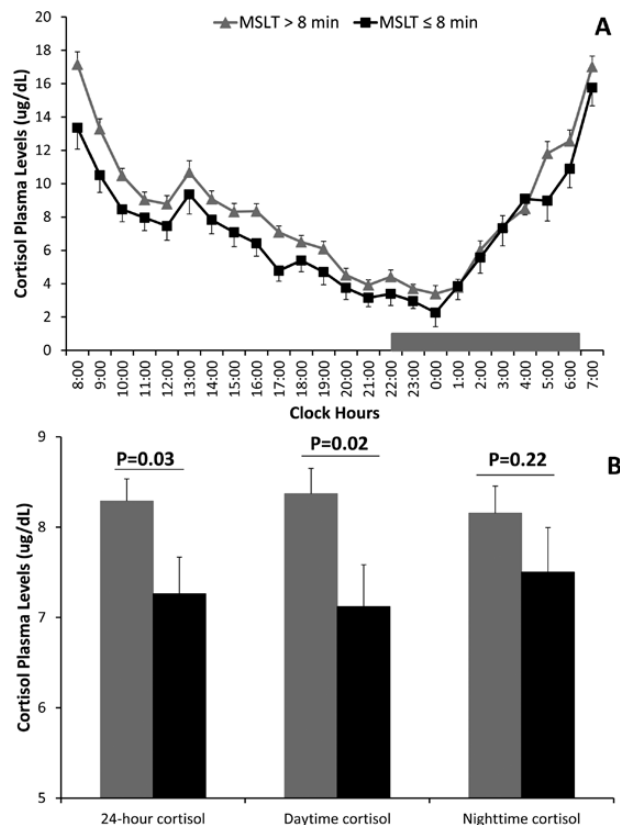 MSLT > 8 min MSLT ≤ 8 min A
Cortisol Plasma Levels (ug/dL)
20
18
16
14
12
10
8
6
4
2
0
8:00 9:00 10:00 11:00 12:00 13:00 14:00 15:00 16:00 17:00 18:00 19:00 20:00 21:00 22:00 23:00 0:00 1:00 2:00 3:00 4:00 5:00 6:00 7:00
Clock Hours
B
P=0.03 P=0.02 P=0.22
Cortisol Plasma Levels (ug/dL)
9
8
7
6
5
24-hour cortisol Daytime cortisol Nighttime cortisol